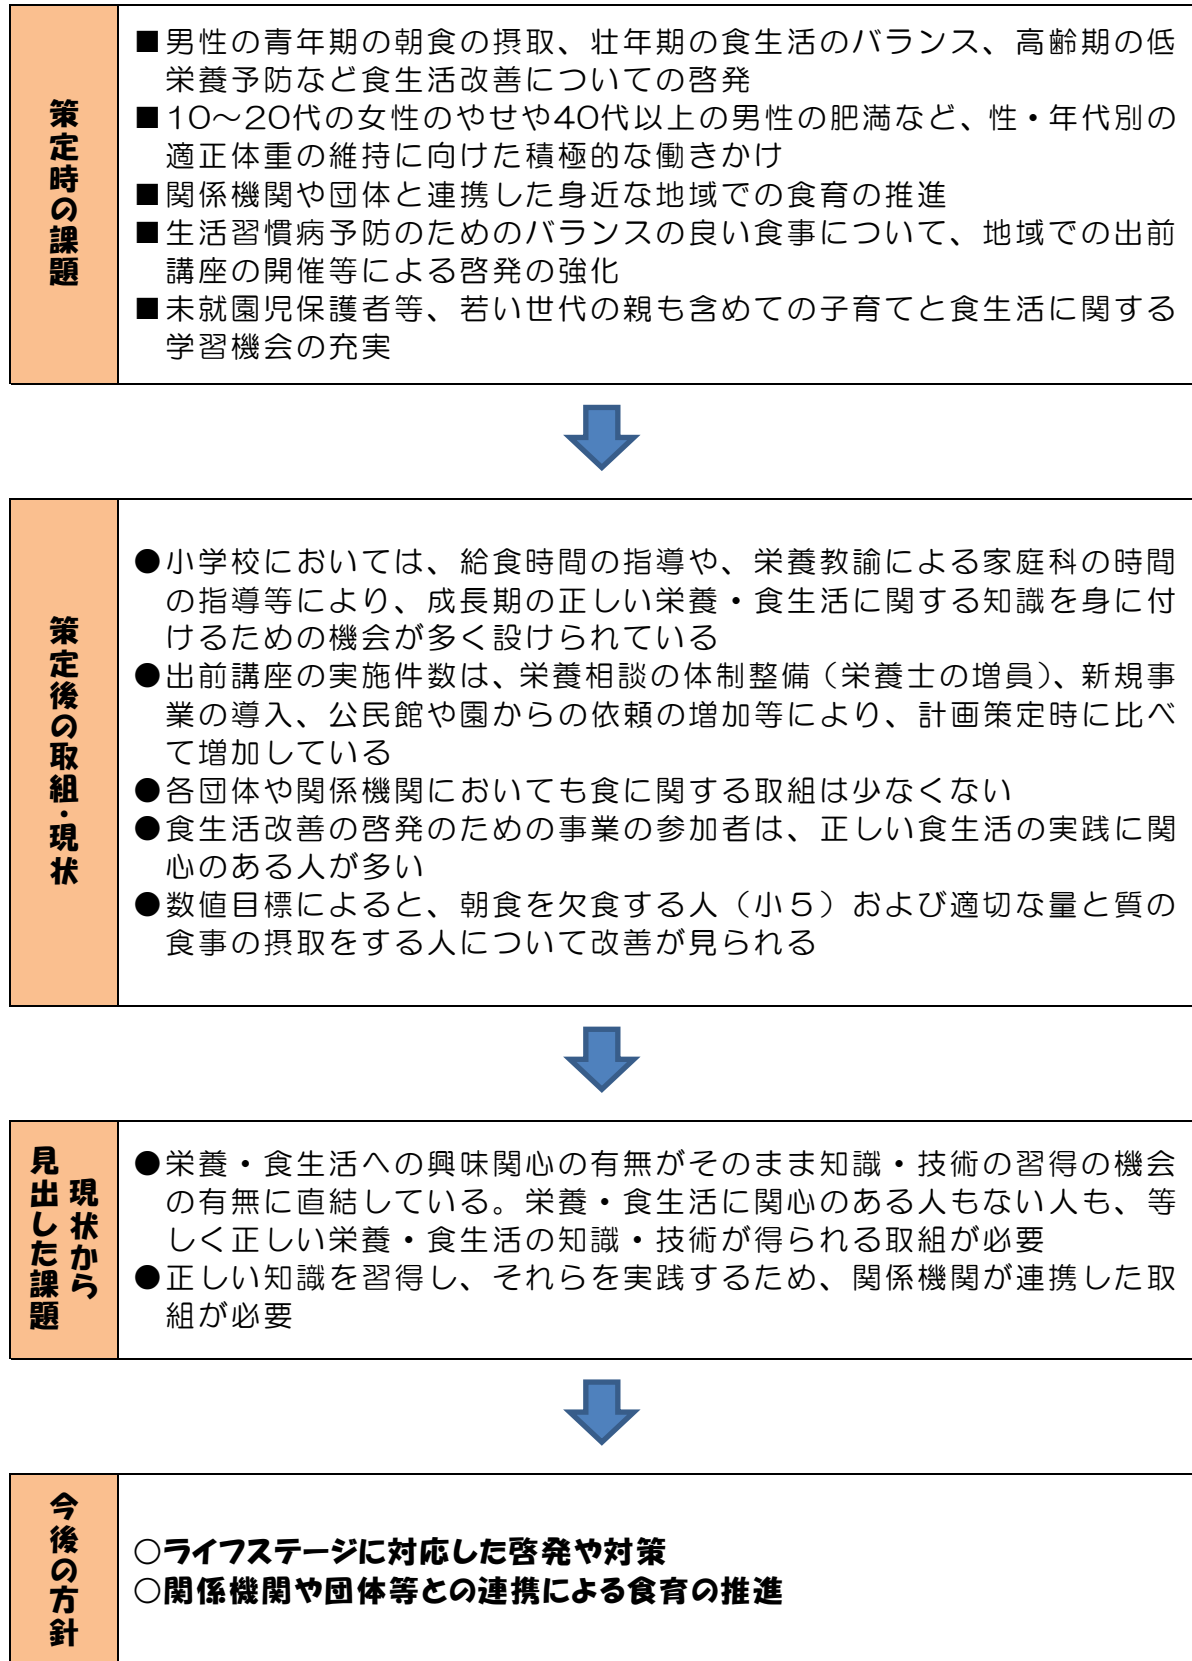 策定時の課題
■男性の青年期の朝食の摂取、壮年期の食生活のバランス、高齢期の低
栄養予防など食生活改善についての啓発
■10～20代の女性のやせや40代以上の男性の肥満など、性・年代別の
適正体重の維持に向けた積極的な働きかけ
■関係機関や団体と連携した身近な地域での食育の推進
■生活習慣病予防のためのバランスの良い食事について、地域での出前
講座の開催等による啓発の強化
■未就園児保護者等、若い世代の親も含めての子育てと食生活に関する
学習機会の充実
策定後の取組・現状
●小学校においては、給食時間の指導や、栄養教諭による家庭科の時間
の指導等により、成長期の正しい栄養・食生活に関する知識を身に付
けるための機会が多く設けられている
●出前講座の実施件数は、栄養相談の体制整備（栄養士の増員）、新規事
業の導入、公民館や園からの依頼の増加等により、計画策定時に比べ
て増加している
●各団体や関係機関においても食に関する取組は少なくない
●食生活改善の啓発のための事業の参加者は、正しい食生活の実践に関
心のある人が多い
●数値目標によると、朝食を欠食する人（小５）および適切な量と質の
食事の摂取をする人について改善が見られる
現状から
見出した課題
●栄養・食生活への興味関心の有無がそのまま知識・技術の習得の機会
の有無に直結している。栄養・食生活に関心のある人もない人も、等
しく正しい栄養・食生活の知識・技術が得られる取組が必要
●正しい知識を習得し、それらを実践するため、関係機関が連携した取
組が必要
今後の方針
○ライフステージに対応した啓発や対策
○関係機関や団体等との連携による食育の推進